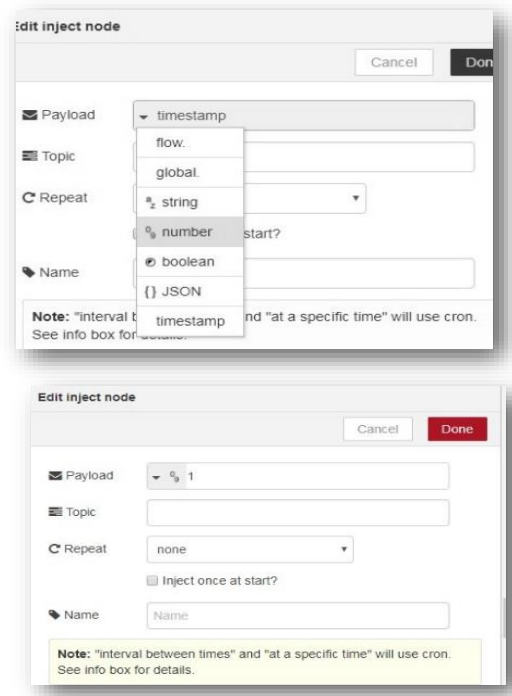 Edit inject node
Cancel
Don
Payload
timestamp
flow.
global.
Topic
string
Repeat
number
start?
boolean
Name
{} JSON
timestamp
Note: "interval b nd "at a specific time" will use cron.
See info box for details.
Edit inject node
Cancel
Done
Payload
1
Topic
Repeat
none
Inject once at start?
Name
Name
Note: "interval between times" and "at a specific time" will use cron.
See info box for details.